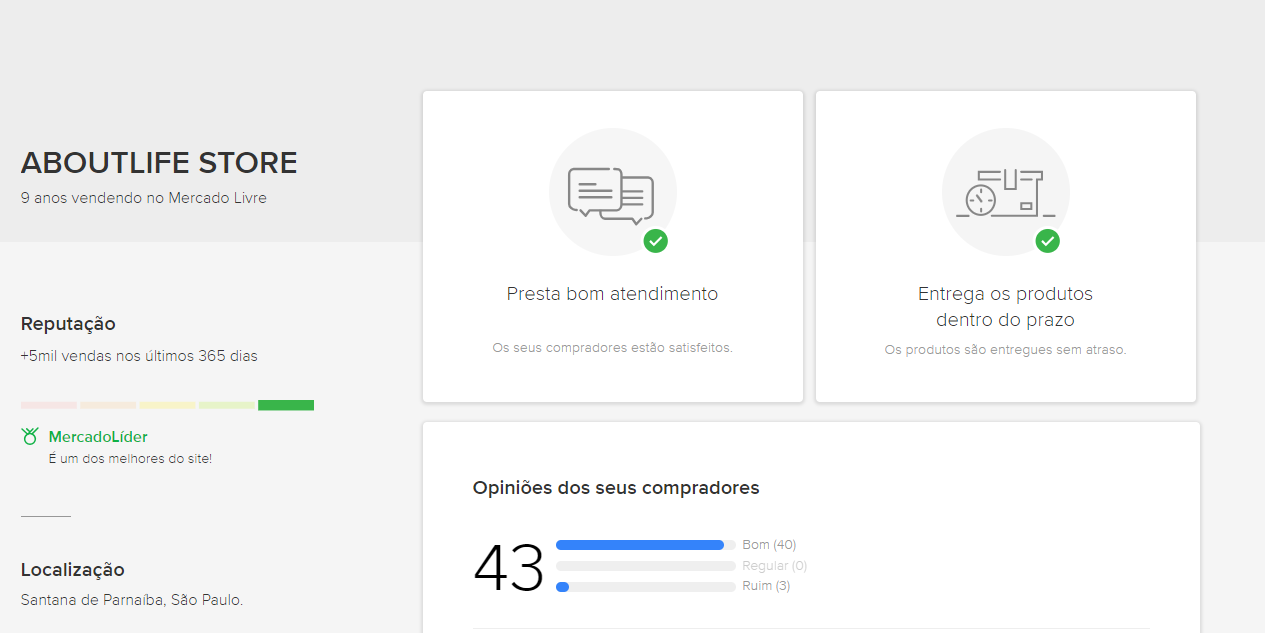 ABOUTLIFE STORE
9 anos vendendo no Mercado Livre
Reputação
+5mil vendas nos últimos 365 dias
MercadoLíder
É um dos melhores do site!
Localização
Santana de Parnaíba, São Paulo.
Presta bom atendimento
Os seus compradores estão satisfeitos.
Entrega os produtos
dentro do prazo
Os produtos são entregues sem atraso.
Opiniões dos seus compradores
43
Bom (40)
Regular (0)
Ruim (3)